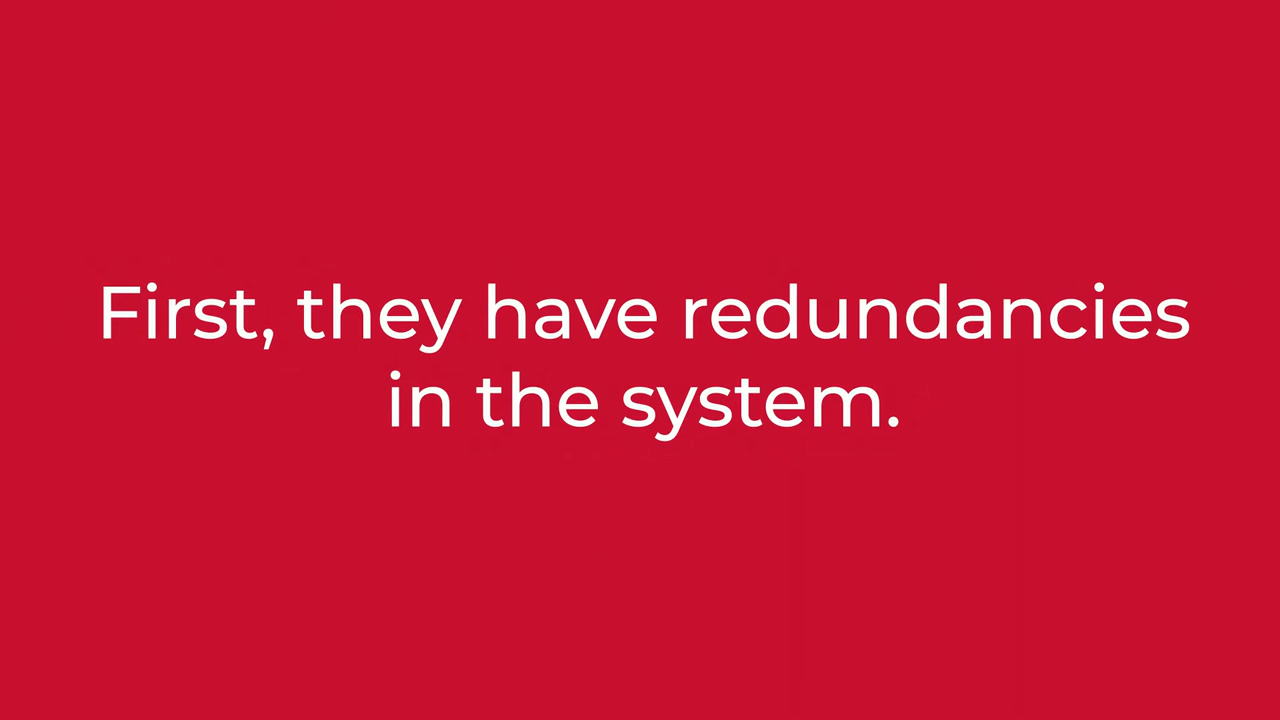 First, they have redundancies
in the system.